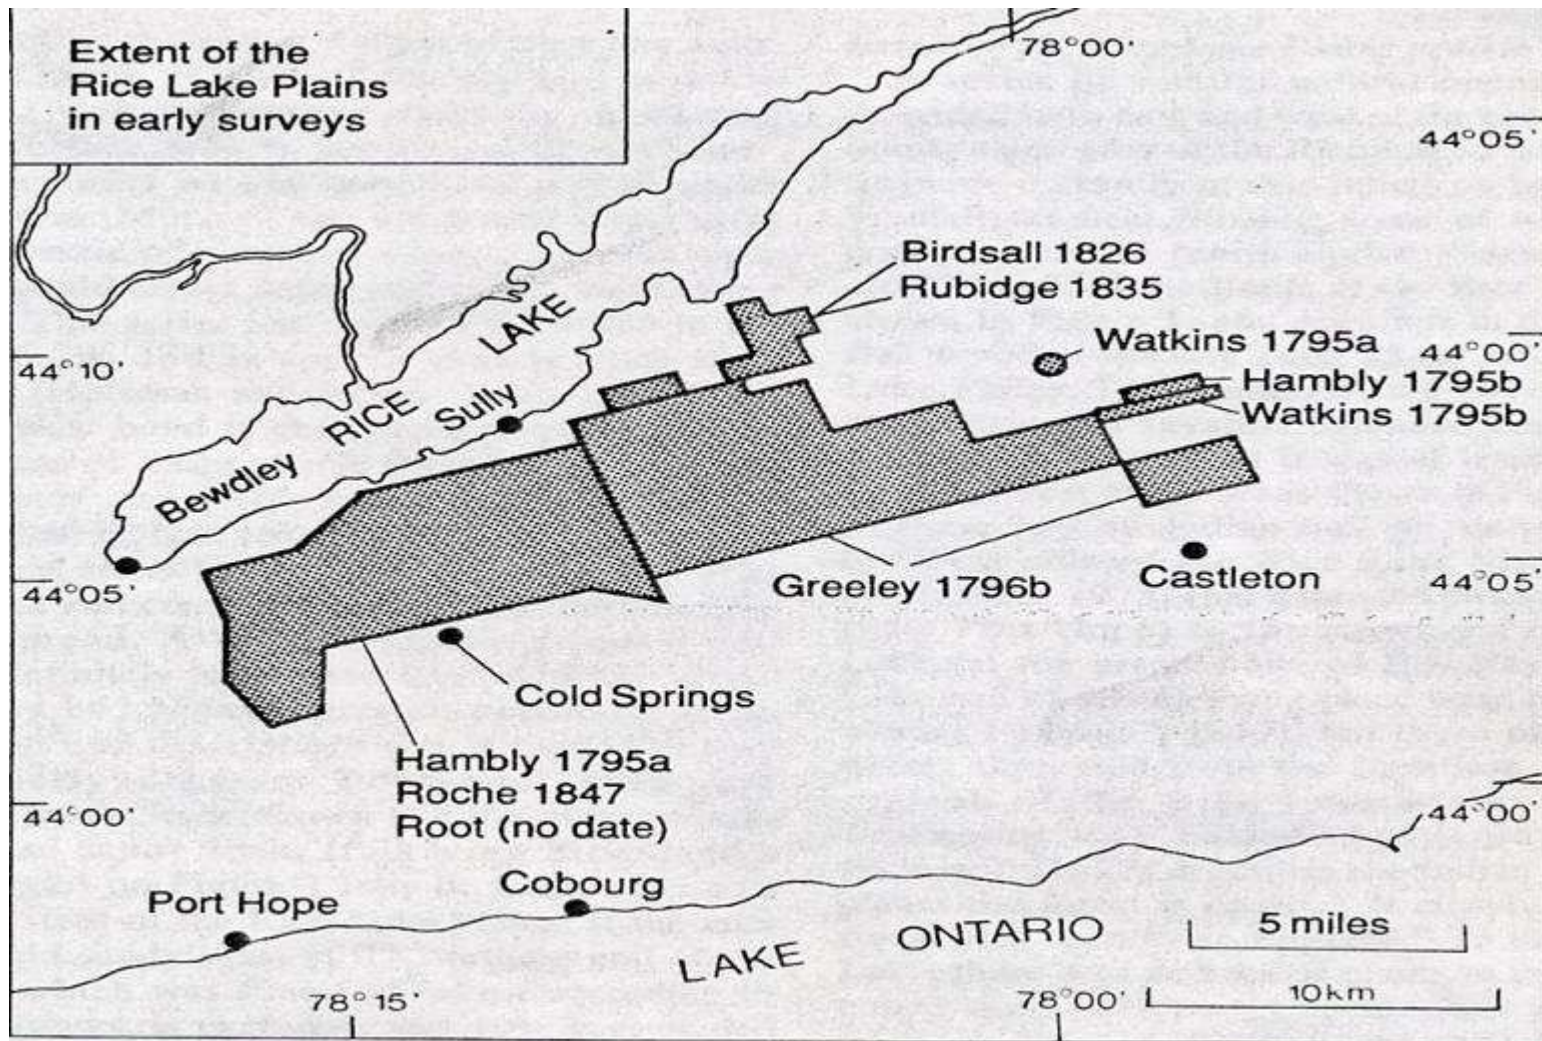 Extent of the
Rice Lake Plains
in early surveys
78°00'
44°05'
Birdsall 1826
Rubidge 1835
Watkins 1795a
44°00'
Hambly 1795b
Watkins 1795b
44°10'
RICE LAKE
Sully
Bewdley
Castleton
44°05'
Greeley 1796b
44°05'
Cold Springs
Hambly 1795a
Roche 1847
Root (no date)
44°00'
44°00'
Cobourg
Port Hope
LAKE ONTARIO
5 miles
10km
78°15'
78°00'